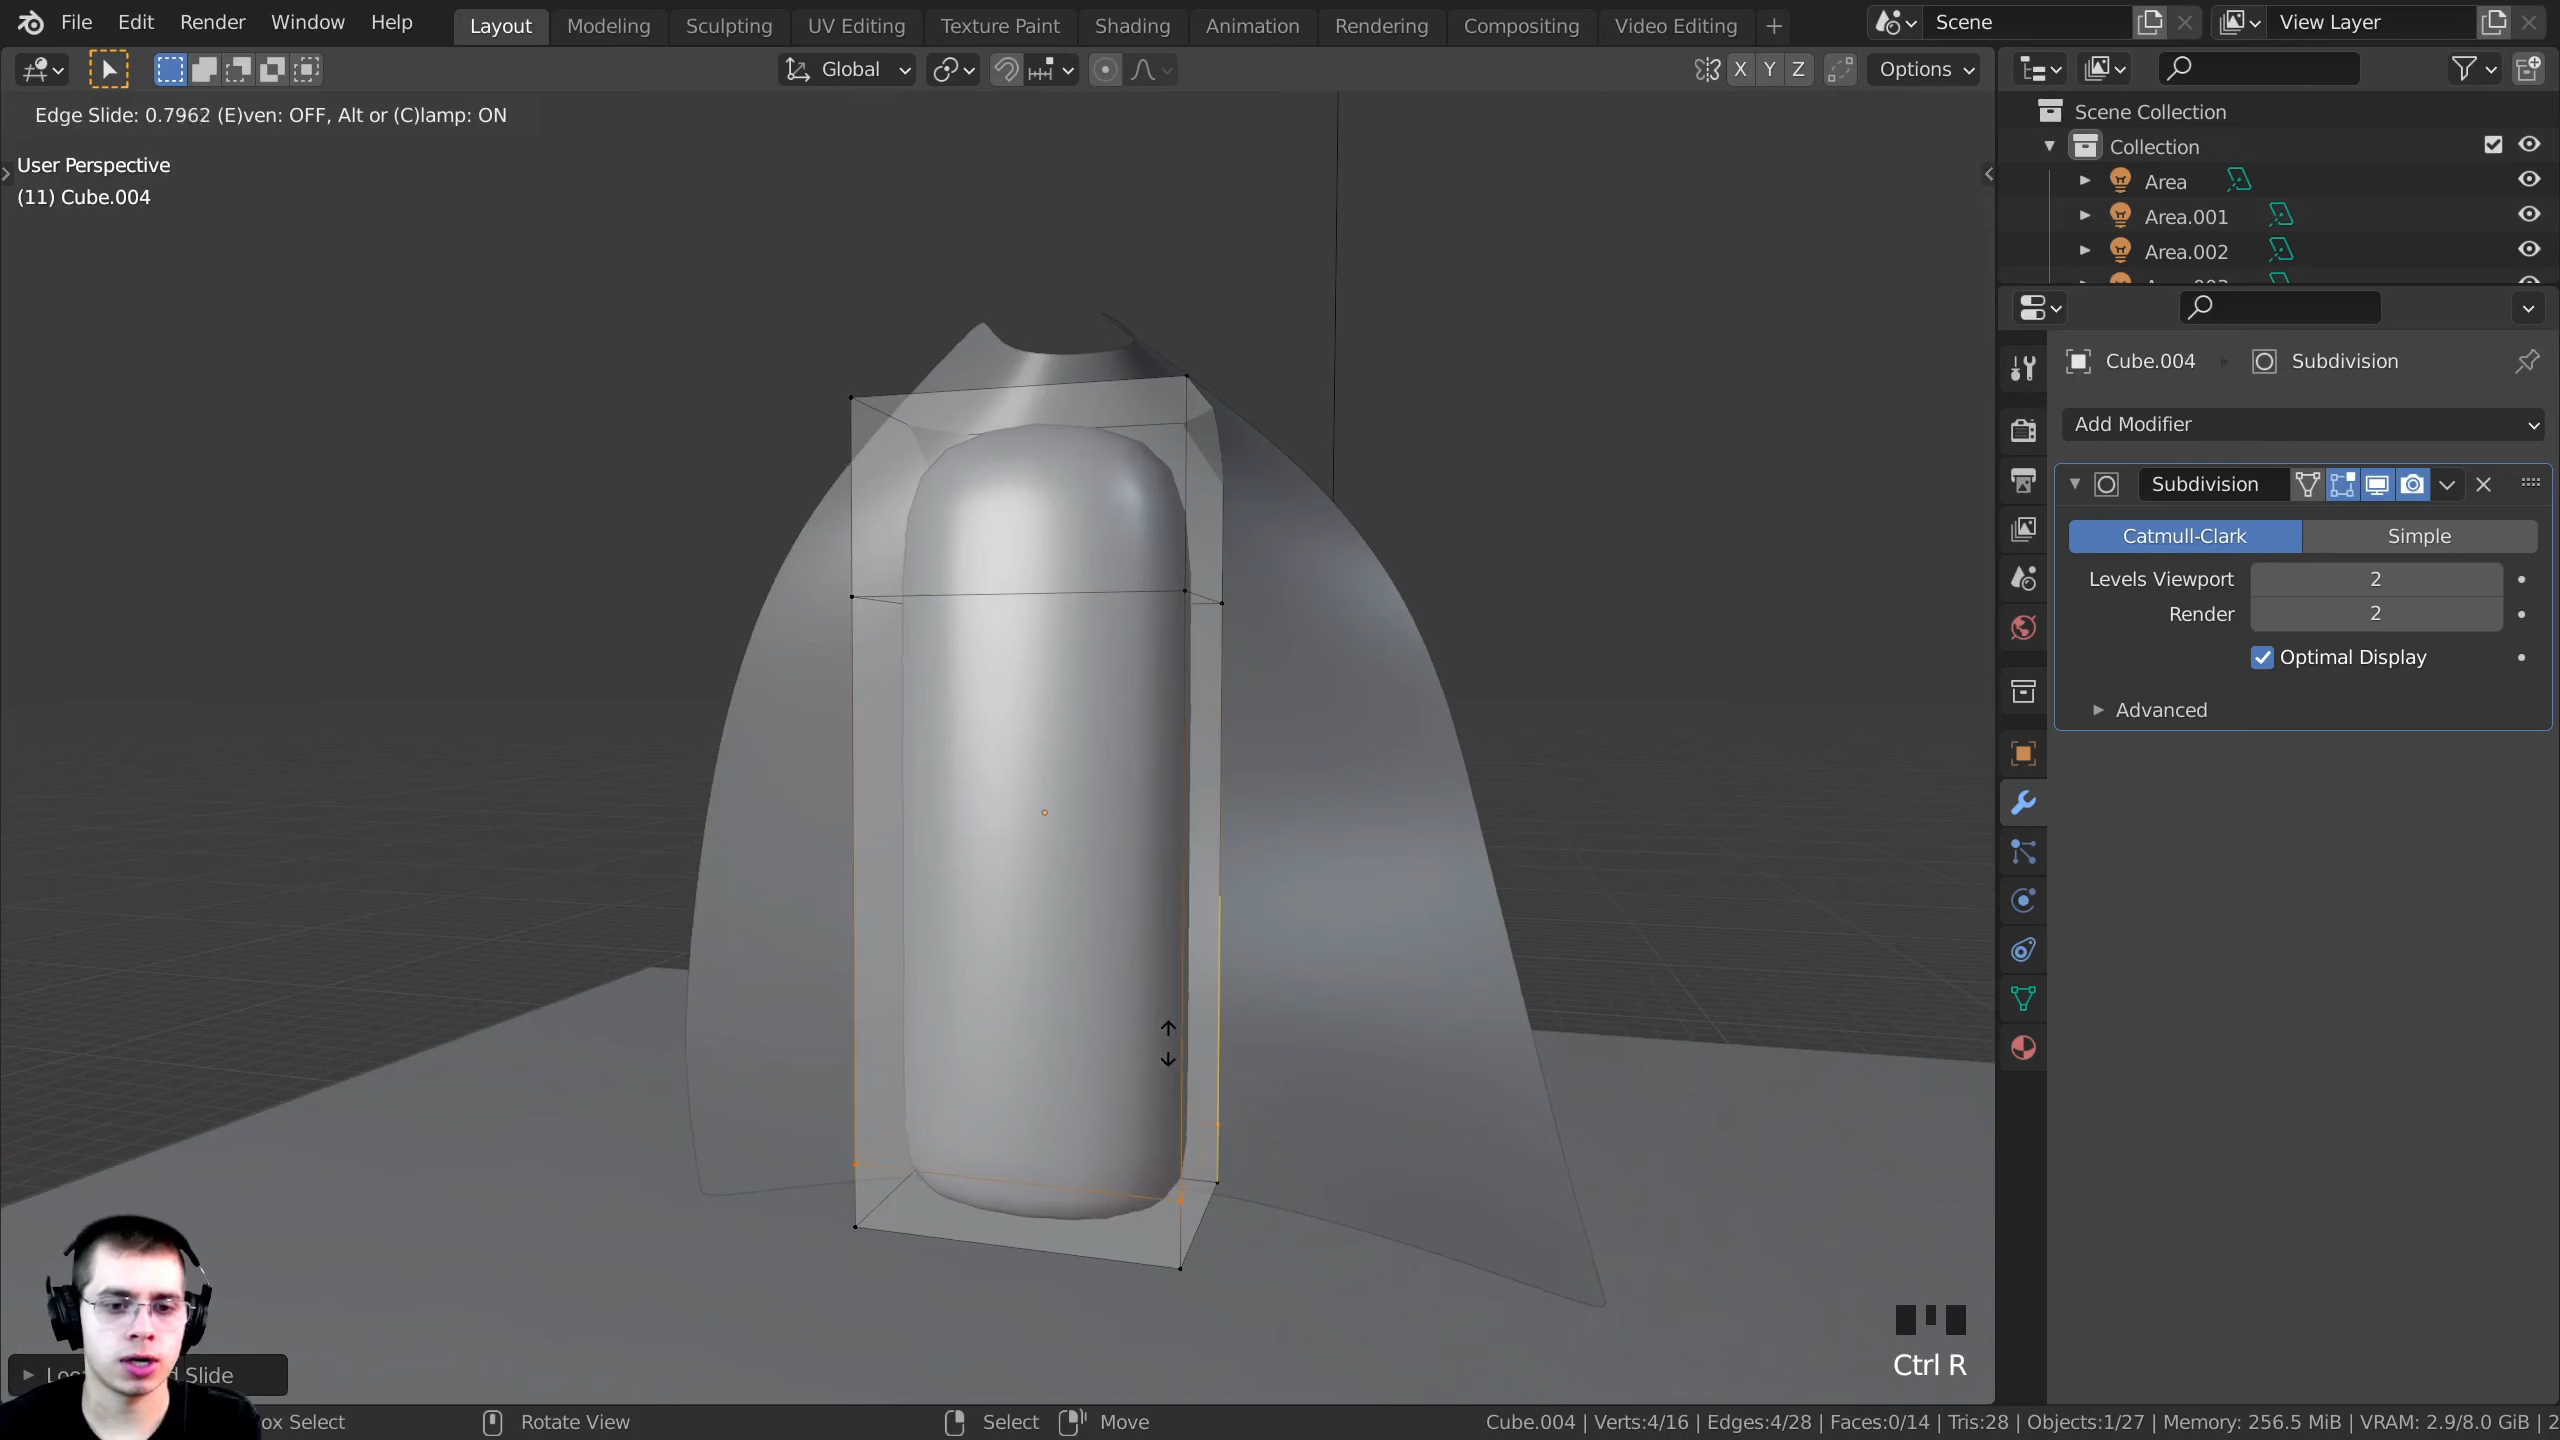 File Edit Render Window Help Layout Modeling Sculpting UV Editing Texture Paint Shading Animation Rendering Compositing Video Editing + Scene View Layer
Global X Y Z Options
Edge Slide: 0.7962 (E)ven: OFF, Alt or (C)lamp: ON
User Perspective
(11) Cube.004
Scene Collection
Collection
Area
Area.001
Area.002
Cube.004 Subdivision
Add Modifier
Subdivision
Catmull-Clark Simple
Levels Viewport 2
Render 2
Optimal Display
Advanced
Ctrl R
Slide
Select Rotate View Select Move Cube.004 | Verts:4/16 | Edges:4/28 | Faces:0/14 | Tris:28 | Objects:1/27 | Memory: 256.5 MiB | VRAM: 2.9/8.0 GiB | 2